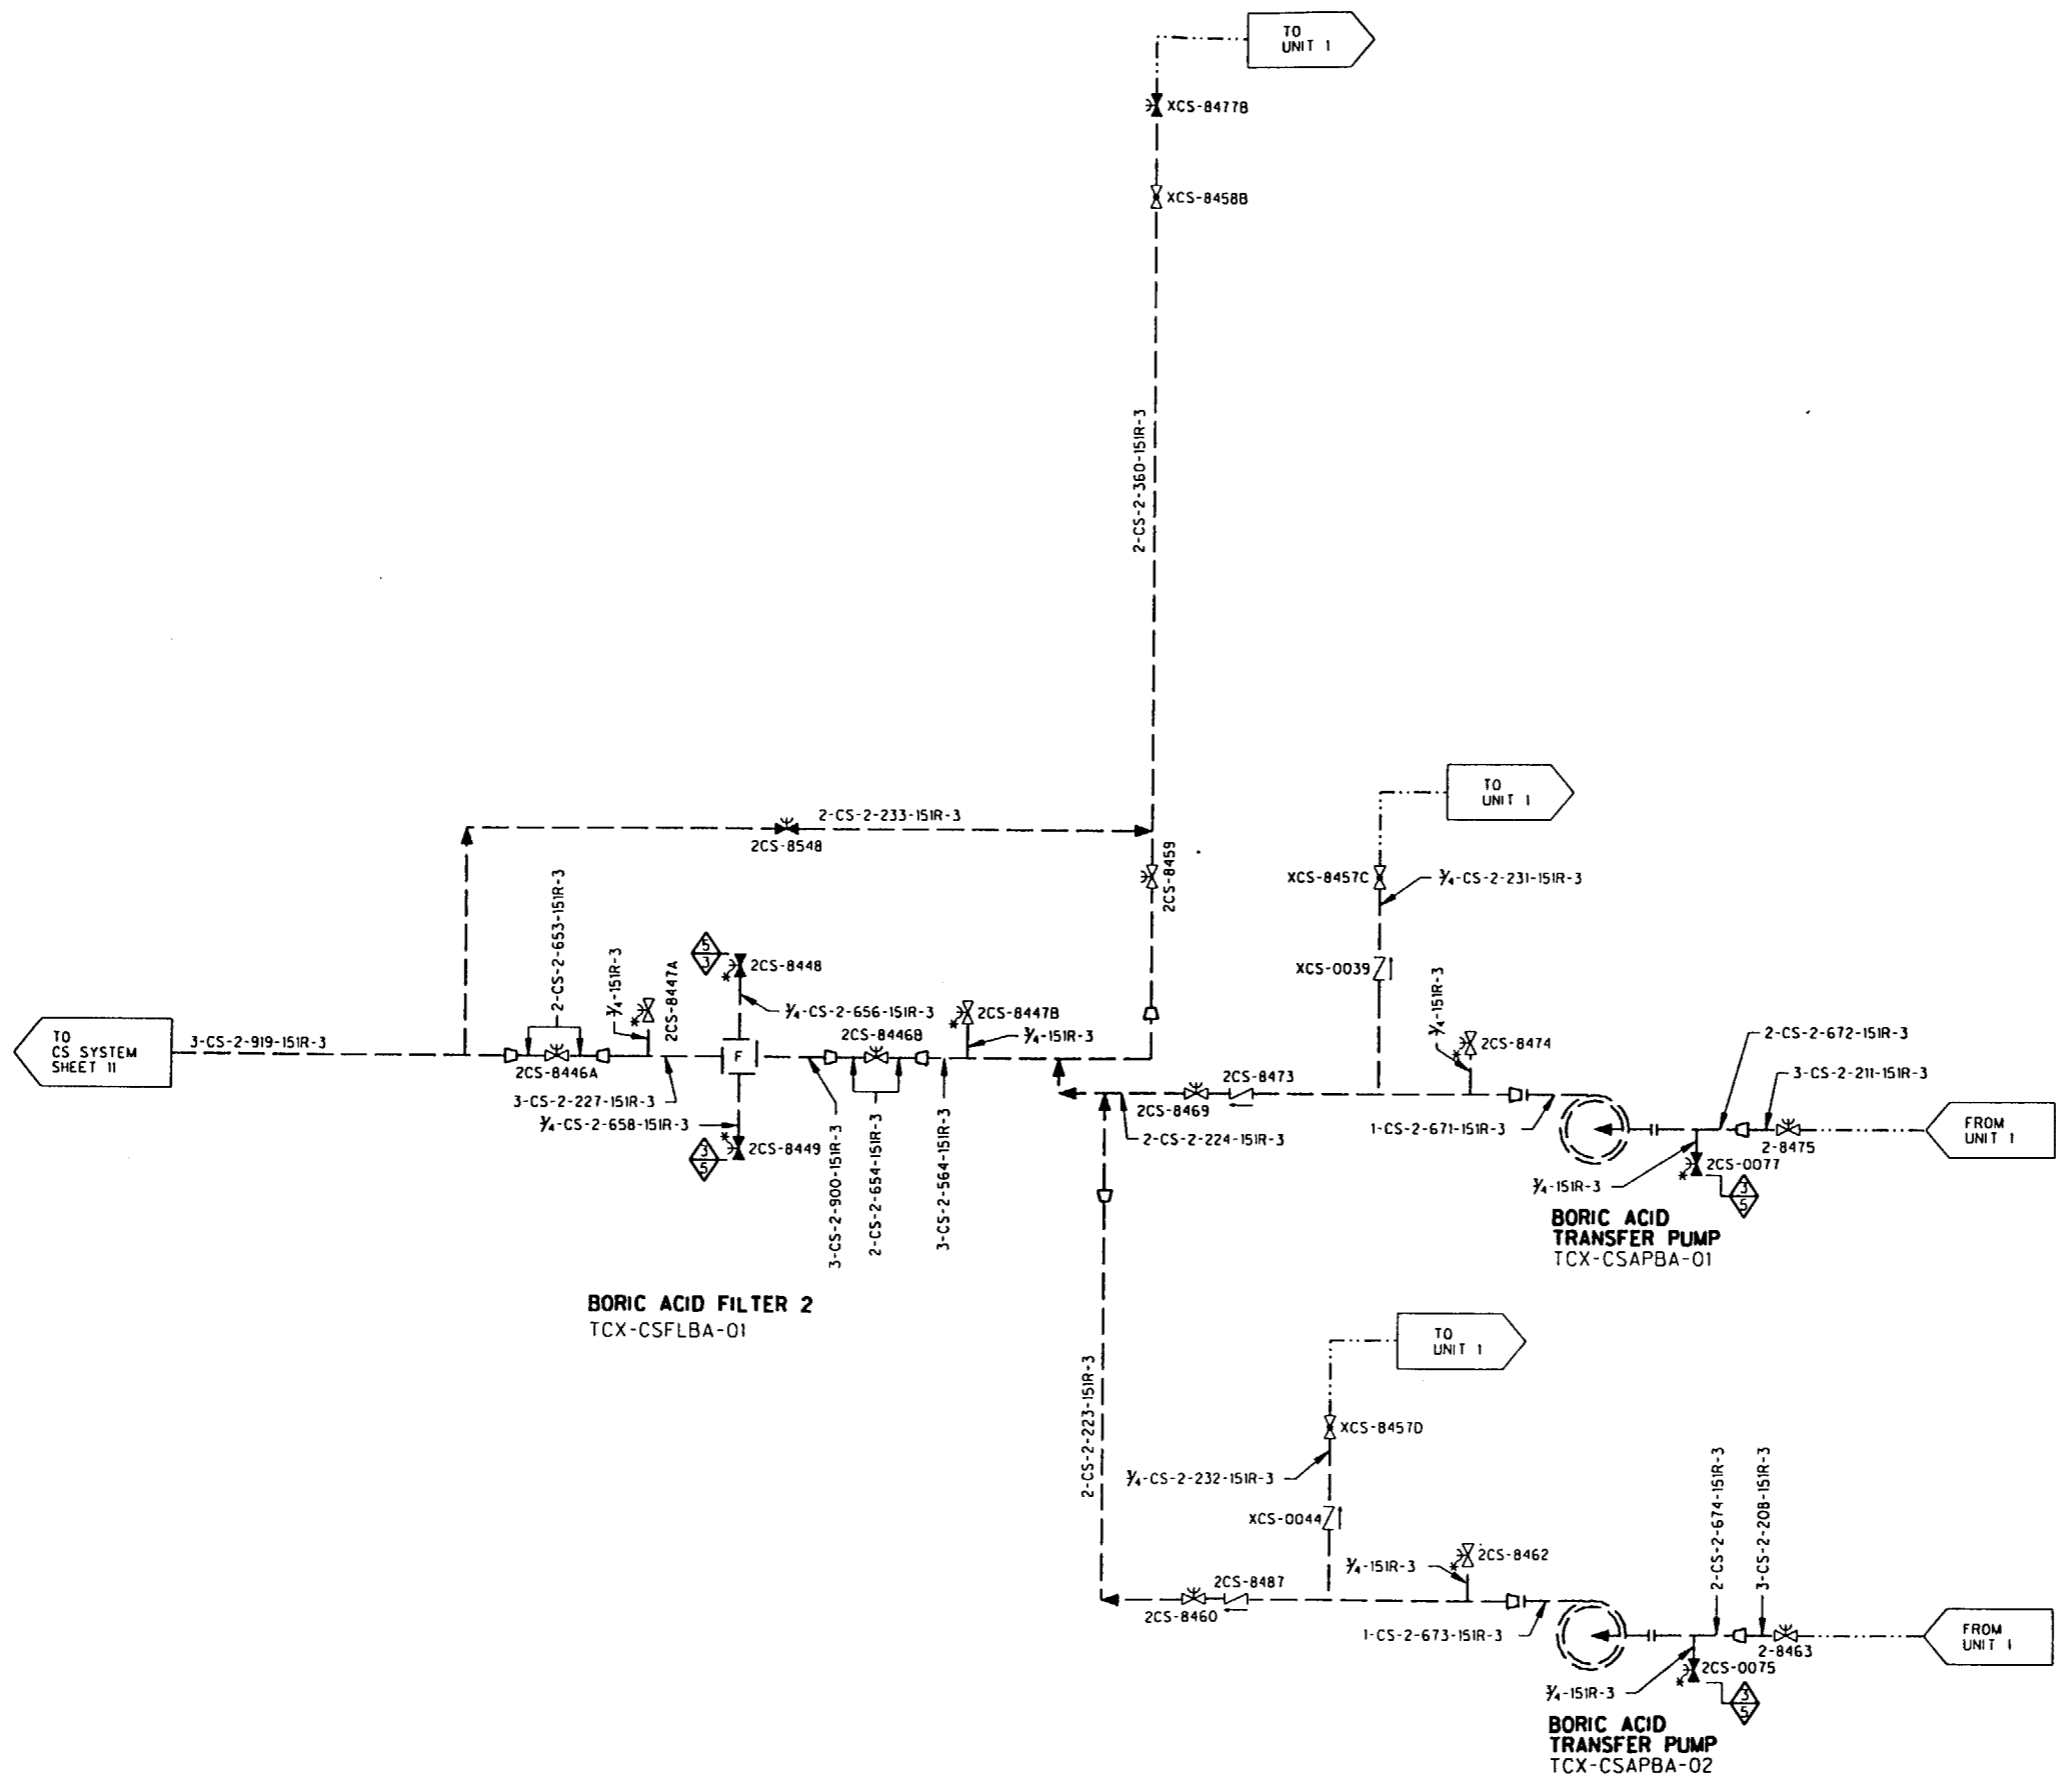 TO
UNIT 1
XCS-8477B
XCS-8458B
2-CS-2-360-151R-3
TO
UNIT 1
2-CS-2-233-151R-3
2CS-8548
2CS-8459
XCS-8457C
¾-CS-2-231-151R-3
2-CS-2-653-151R-3
¾-151R-3
2CS-8447A
5
3
2CS-8448
XCS-0039
¾-151R-3
¾-CS-2-656-151R-3
2CS-8447B
TO
CS SYSTEM
SHEET 11
3-CS-2-919-151R-3
2CS-8446B
¾-151R-3
2CS-8474
2-CS-2-672-151R-3
F
2CS-8446A
2CS-8473
3-CS-2-211-151R-3
3-CS-2-227-151R-3
2CS-8469
¾-CS-2-658-151R-3
1-CS-2-671-151R-3
FROM
UNIT 1
2-CS-2-224-151R-3
2-8475
2CS-8449
3
5
2CS-0077
¾-151R-3
3
5
3-CS-2-900-151R-3
2-CS-2-654-151R-3
3-CS-2-564-151R-3
BORIC ACID
TRANSFER PUMP
TCX-CSAPBA-01
BORIC ACID FILTER 2
TCX-CSFLBA-01
TO
UNIT 1
2-CS-2-223-151R-3
XCS-8457D
¾-CS-2-232-151R-3
2-CS-2-674-151R-3
3-CS-2-208-151R-3
XCS-0044
2CS-8462
¾-151R-3
2CS-8487
2CS-8460
1-CS-2-673-151R-3
FROM
UNIT 1
2-8463
2CS-0075
¾-151R-3
3
5
BORIC ACID
TRANSFER PUMP
TCX-CSAPBA-02